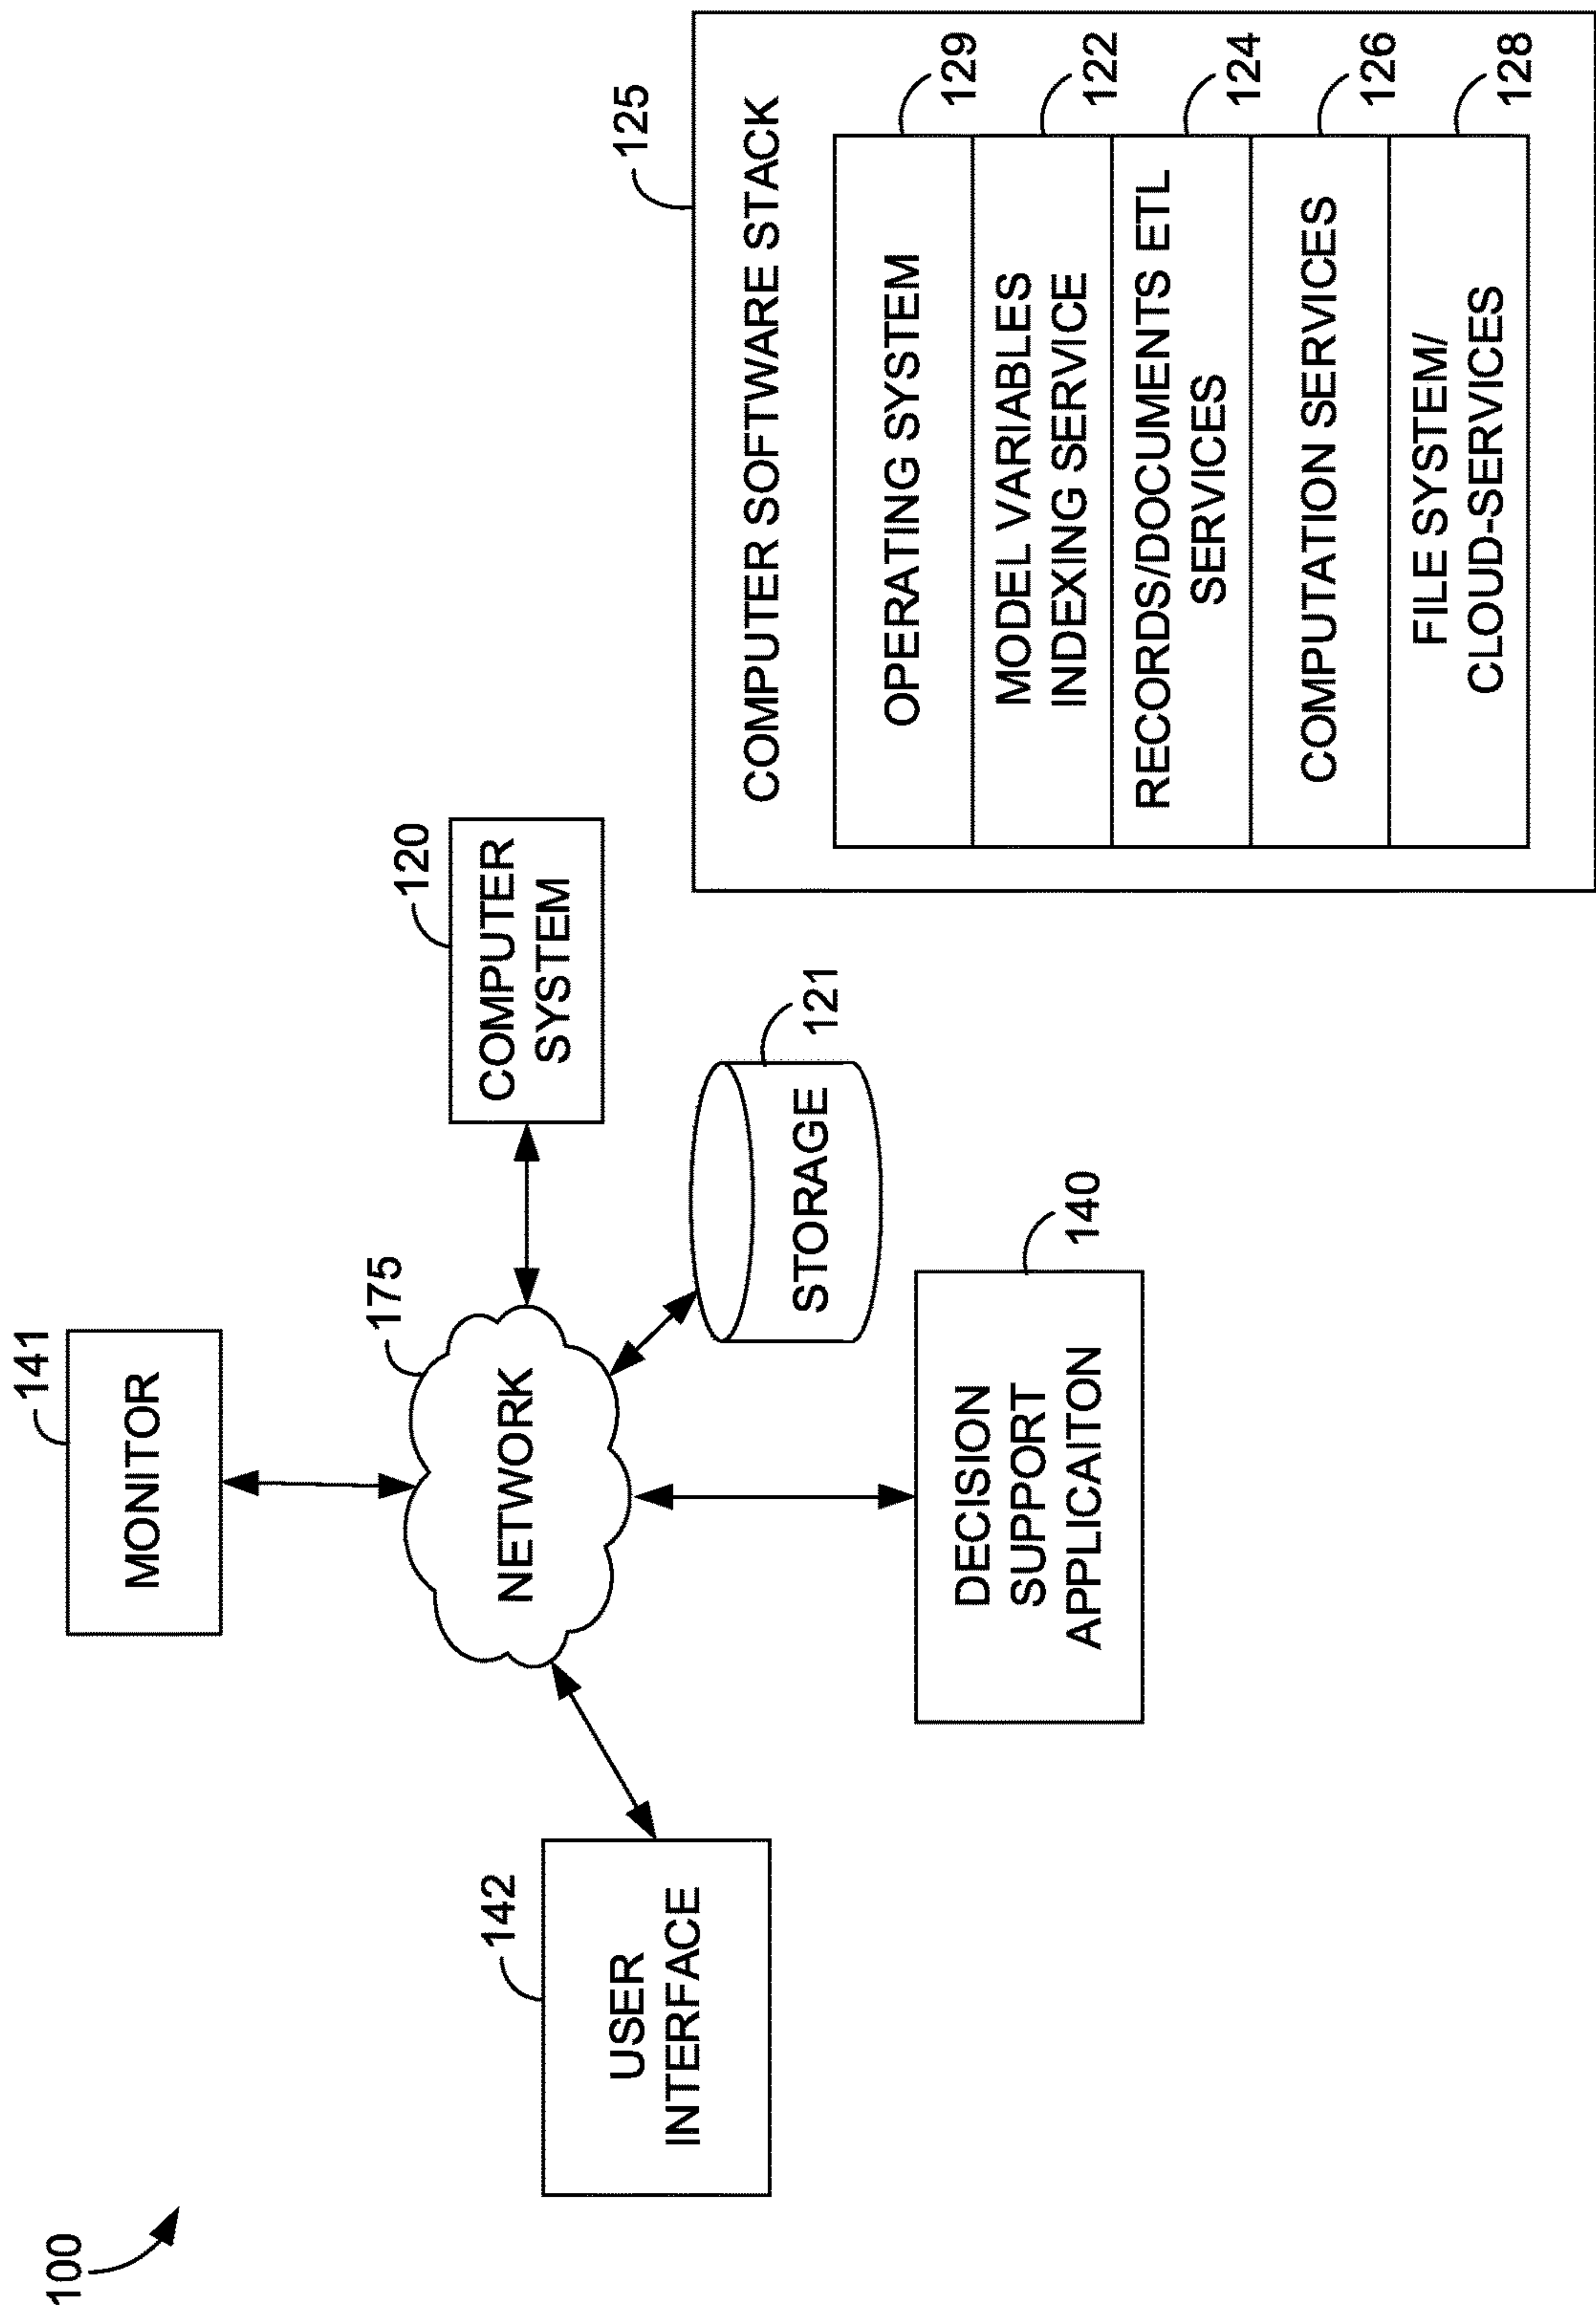 100
141
MONITOR
142
USER
INTERFACE
175
NETWORK
120
COMPUTER
SYSTEM
121
STORAGE
140
DECISION
SUPPORT
APPLICAITON
125
COMPUTER SOFTWARE STACK
OPERATING SYSTEM
129
MODEL VARIABLES
INDEXING SERVICE
122
RECORDS/DOCUMENTS ETL
SERVICES
124
COMPUTATION SERVICES
126
FILE SYSTEM/
CLOUD-SERVICES
128